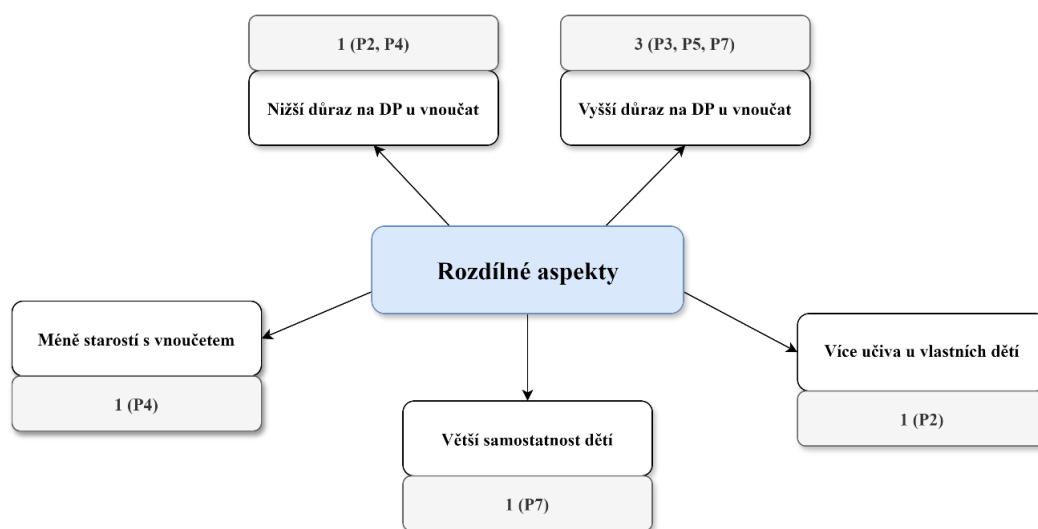 1 (P2, P4)
Nižší důraz na DP u vnoučat
3 (P3, P5, P7)
Vyšší důraz na DP u vnoučat
Rozdílné aspekty
Méně starostí s vnoučetem
1 (P4)
Větší samostatnost dětí
1 (P7)
Více učiva u vlastních dětí
1 (P2)